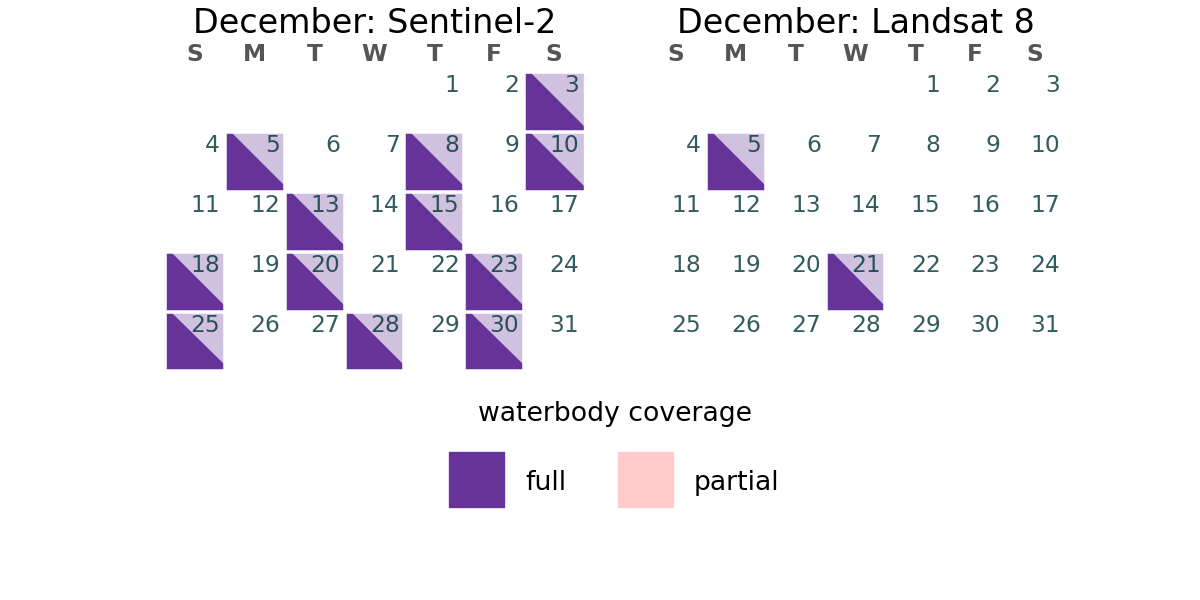 December: Sentinel-2
S M T W T F S
1 2 3
4 5 6 7 8 9 10
11 12 13 14 15 16 17
18 19 20 21 22 23 24
25 26 27 28 29 30 31
December: Landsat 8
S M T W T F S
1 2 3
4 5 6 7 8 9 10
11 12 13 14 15 16 17
18 19 20 21 22 23 24
25 26 27 28 29 30 31
waterbody coverage
full partial